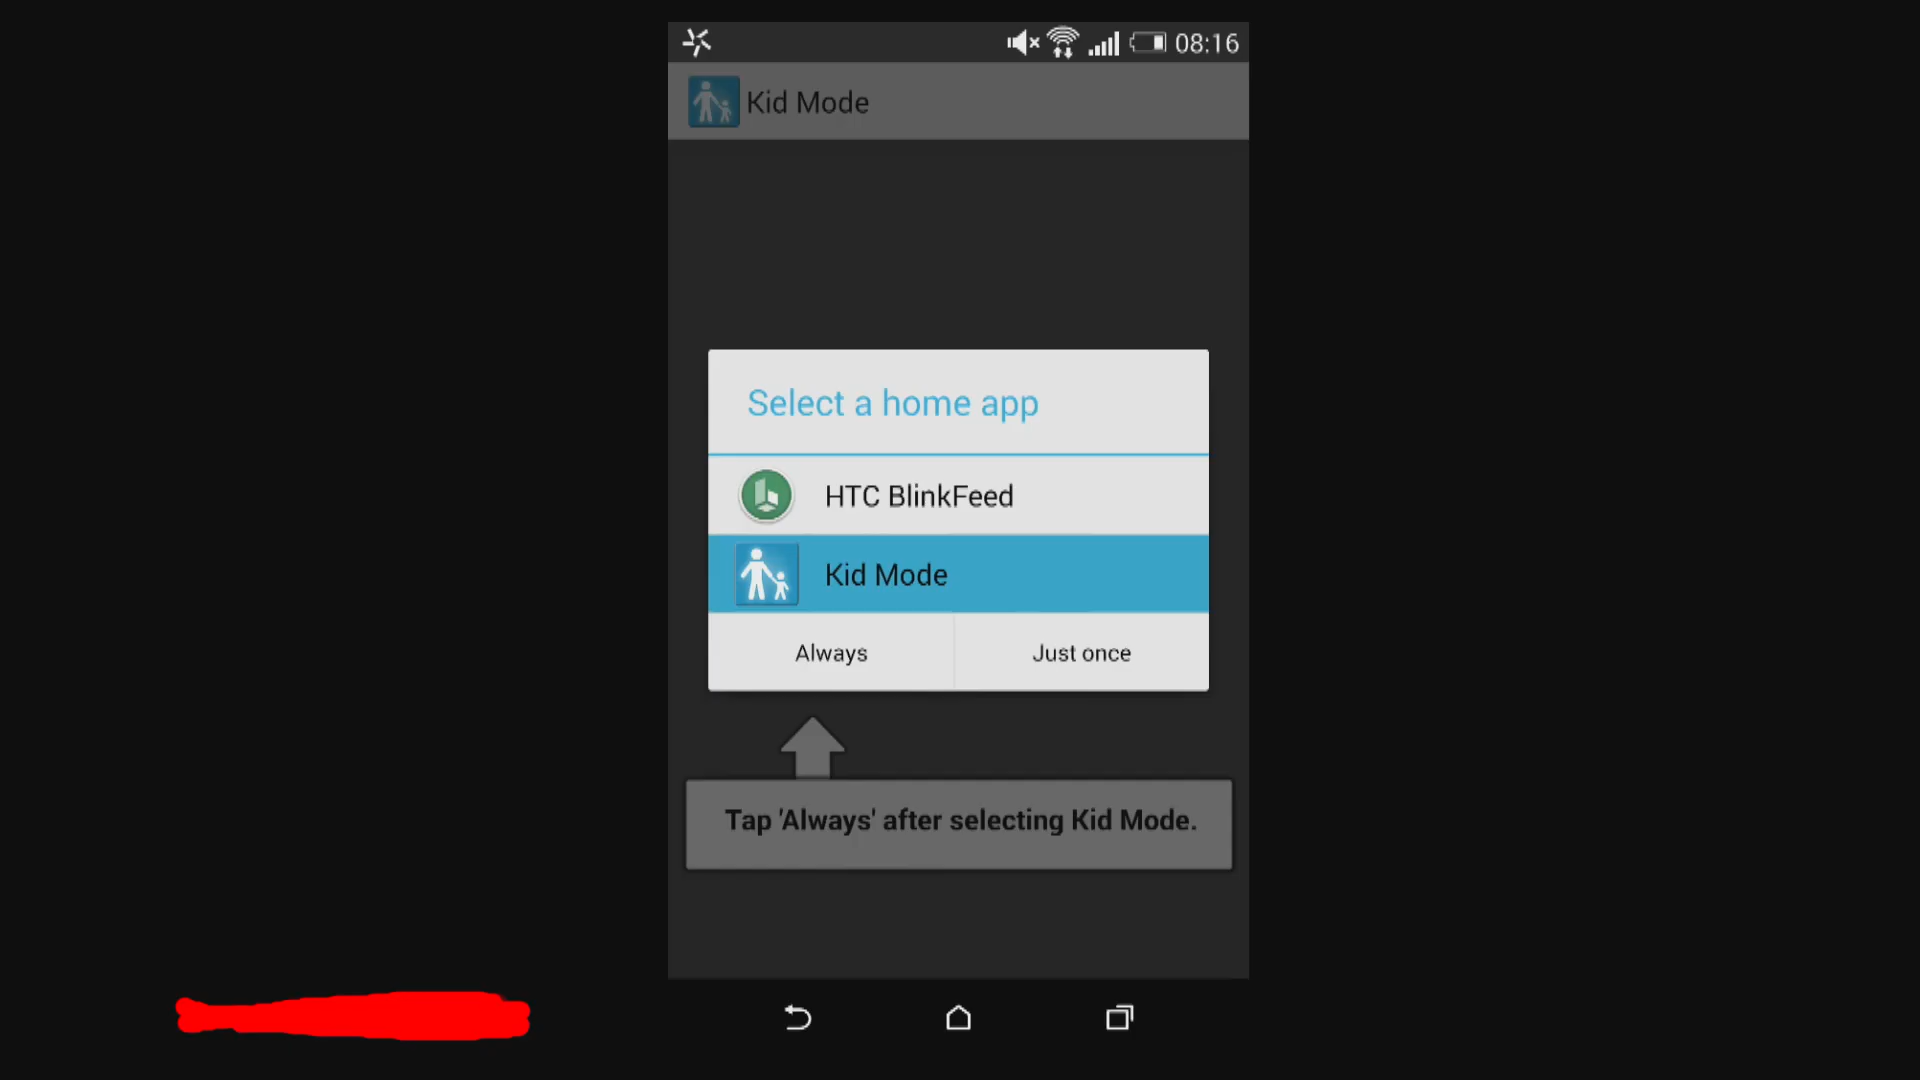 08:16
Kid Mode
Select a home app
HTC BlinkFeed
Kid Mode
Always Just once
Tap 'Always' after selecting Kid Mode.